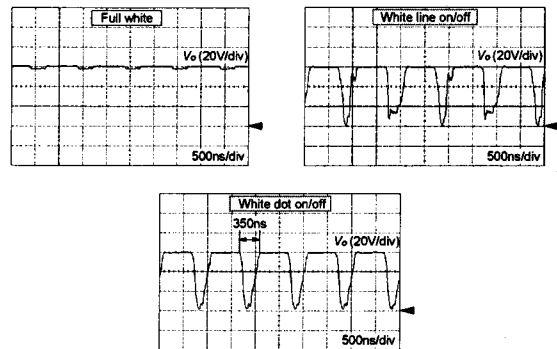 Full white
Vo (20V/div)
500ns/div
White line on/off
Vo (20V/div)
500ns/div
White dot on/off
350ns
Vo (20V/div)
500ns/div